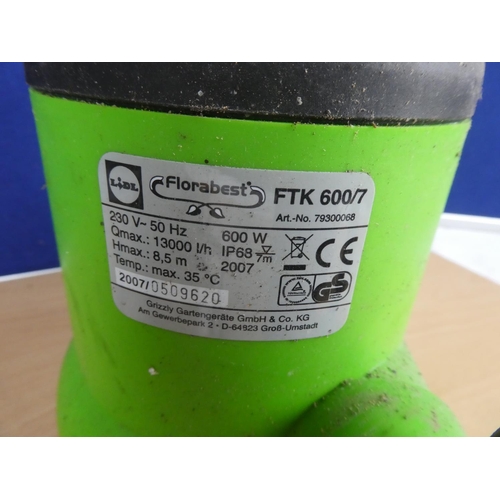 LIDL Florabest FTK 600/7
Art.-No. 79300068
230 V~ 50 Hz 600 W
Qmax.: 13000 l/h IP68 ▽/7m
Hmax.: 8,5 m 2007
Temp.: max. 35 °C
2007/0509620
CE
GS
Grizzly Gartengeräte GmbH & Co. KG
Am Gewerbepark 2 • D-64923 Groß-Umstadt